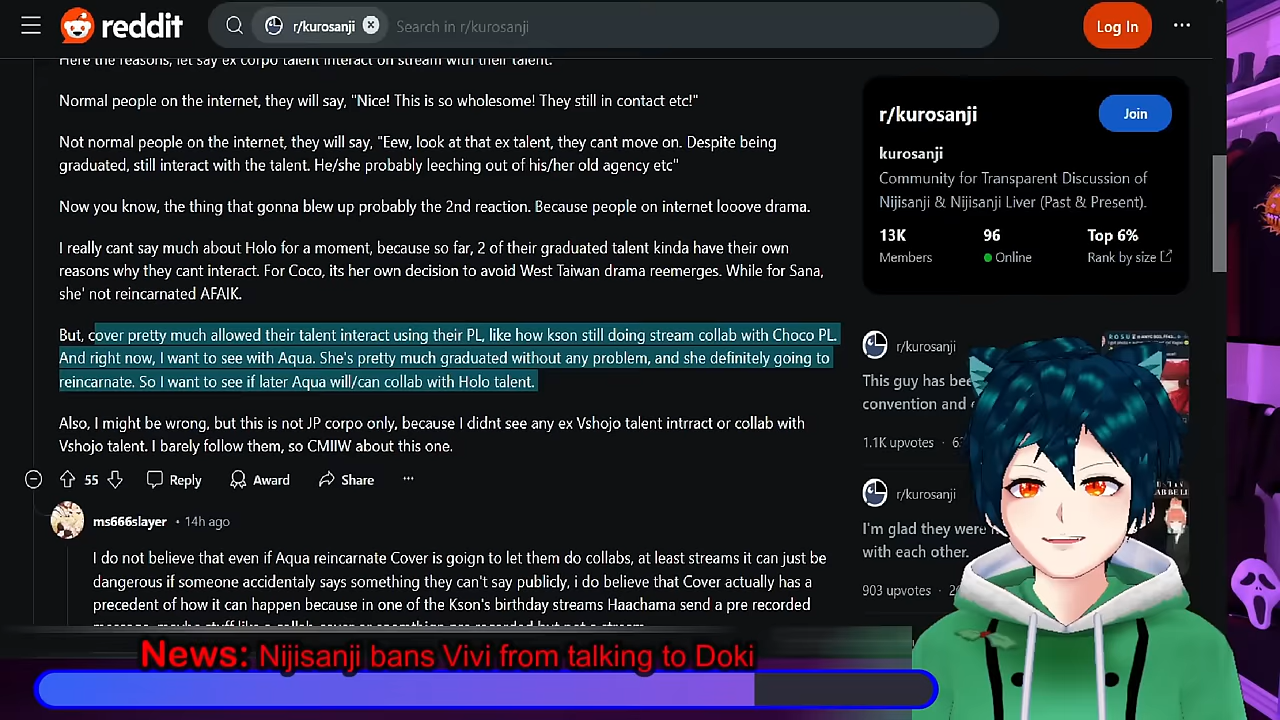 reddit
r/kurosanji
Search in r/kurosanji
Log In
Here the reasons, let say ex corpo talent interact on stream with their talent.
Normal people on the internet, they will say, "Nice! This is so wholesome! They still in contact etc!"
Not normal people on the internet, they will say, "Eew, look at that ex talent, they cant move on. Despite being
graduated, still interact with the talent. He/she probably leeching out of his/her old agency etc"
Now you know, the thing that gonna blew up probably the 2nd reaction. Because people on internet looove drama.
I really cant say much about Holo for a moment, because so far, 2 of their graduated talent kinda have their own
reasons why they cant interact. For Coco, its her own decision to avoid West Taiwan drama reemerges. While for Sana,
she' not reincarnated AFAIK.
But, cover pretty much allowed their talent interact using their PL, like how kson still doing stream collab with Choco PL.
And right now, I want to see with Aqua. She's pretty much graduated without any problem, and she definitely going to
reincarnate. So I want to see if later Aqua will/can collab with Holo talent.
Also, I might be wrong, but this is not JP corpo only, because I didnt see any ex Vshojo talent intrract or collab with
Vshojo talent. I barely follow them, so CMIIW about this one.
55
Reply
Award
Share
ms666slayer • 14h ago
I do not believe that even if Aqua reincarnate Cover is goign to let them do collabs, at least streams it can just be
dangerous if someone accidentaly says something they can't say publicly, i do believe that Cover actually has a
precedent of how it can happen because in one of the Kson's birthday streams Haachama send a pre recorded
r/kurosanji
Join
kurosanji
Community for Transparent Discussion of
Nijisanji & Nijisanji Liver (Past & Present).
13K
96
Top 6%
Members
Online
Rank by size
r/kurosanji
This guy has
convention and
1.1K upvotes
r/kurosanji
I'm glad they were
with each other.
903 upvotes
News: Nijisanji bans Vivi from talking to Doki